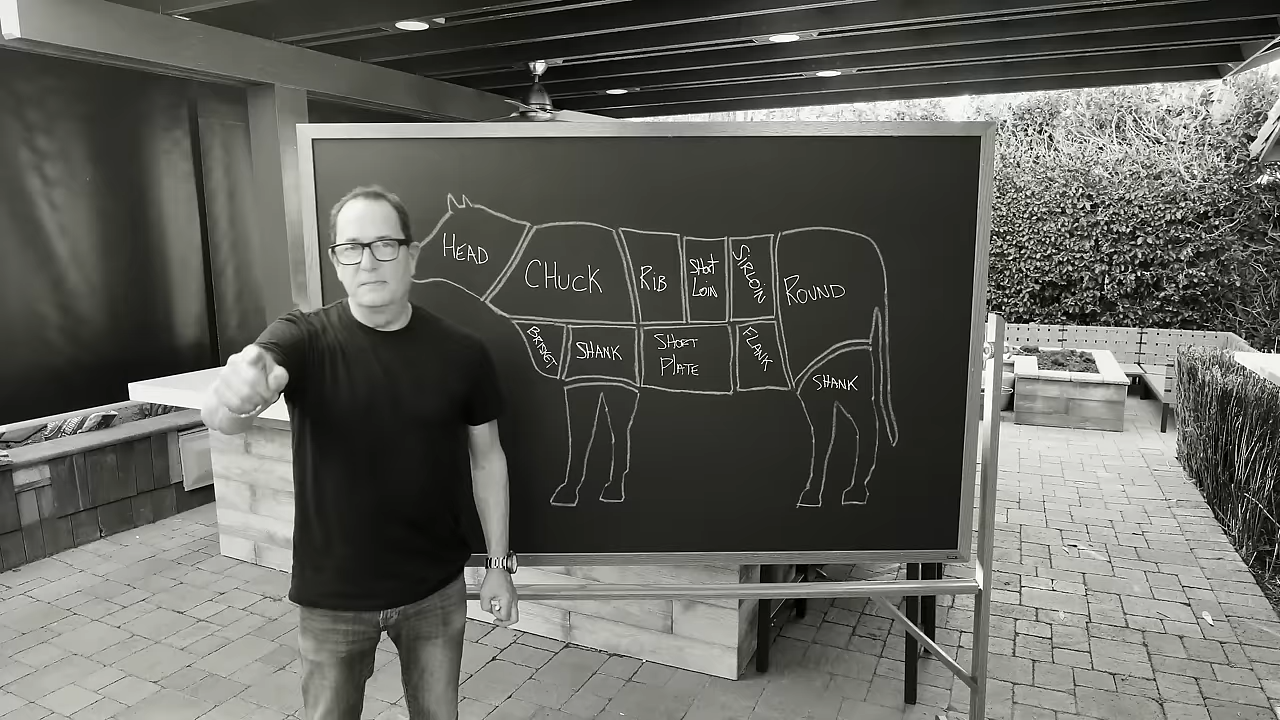 HEAD
CHUCK
RIB
SHORT
LOIN
SIRLOIN
ROUND
BRISKET
SHANK
SHORT
PLATE
FLANK
SHANK